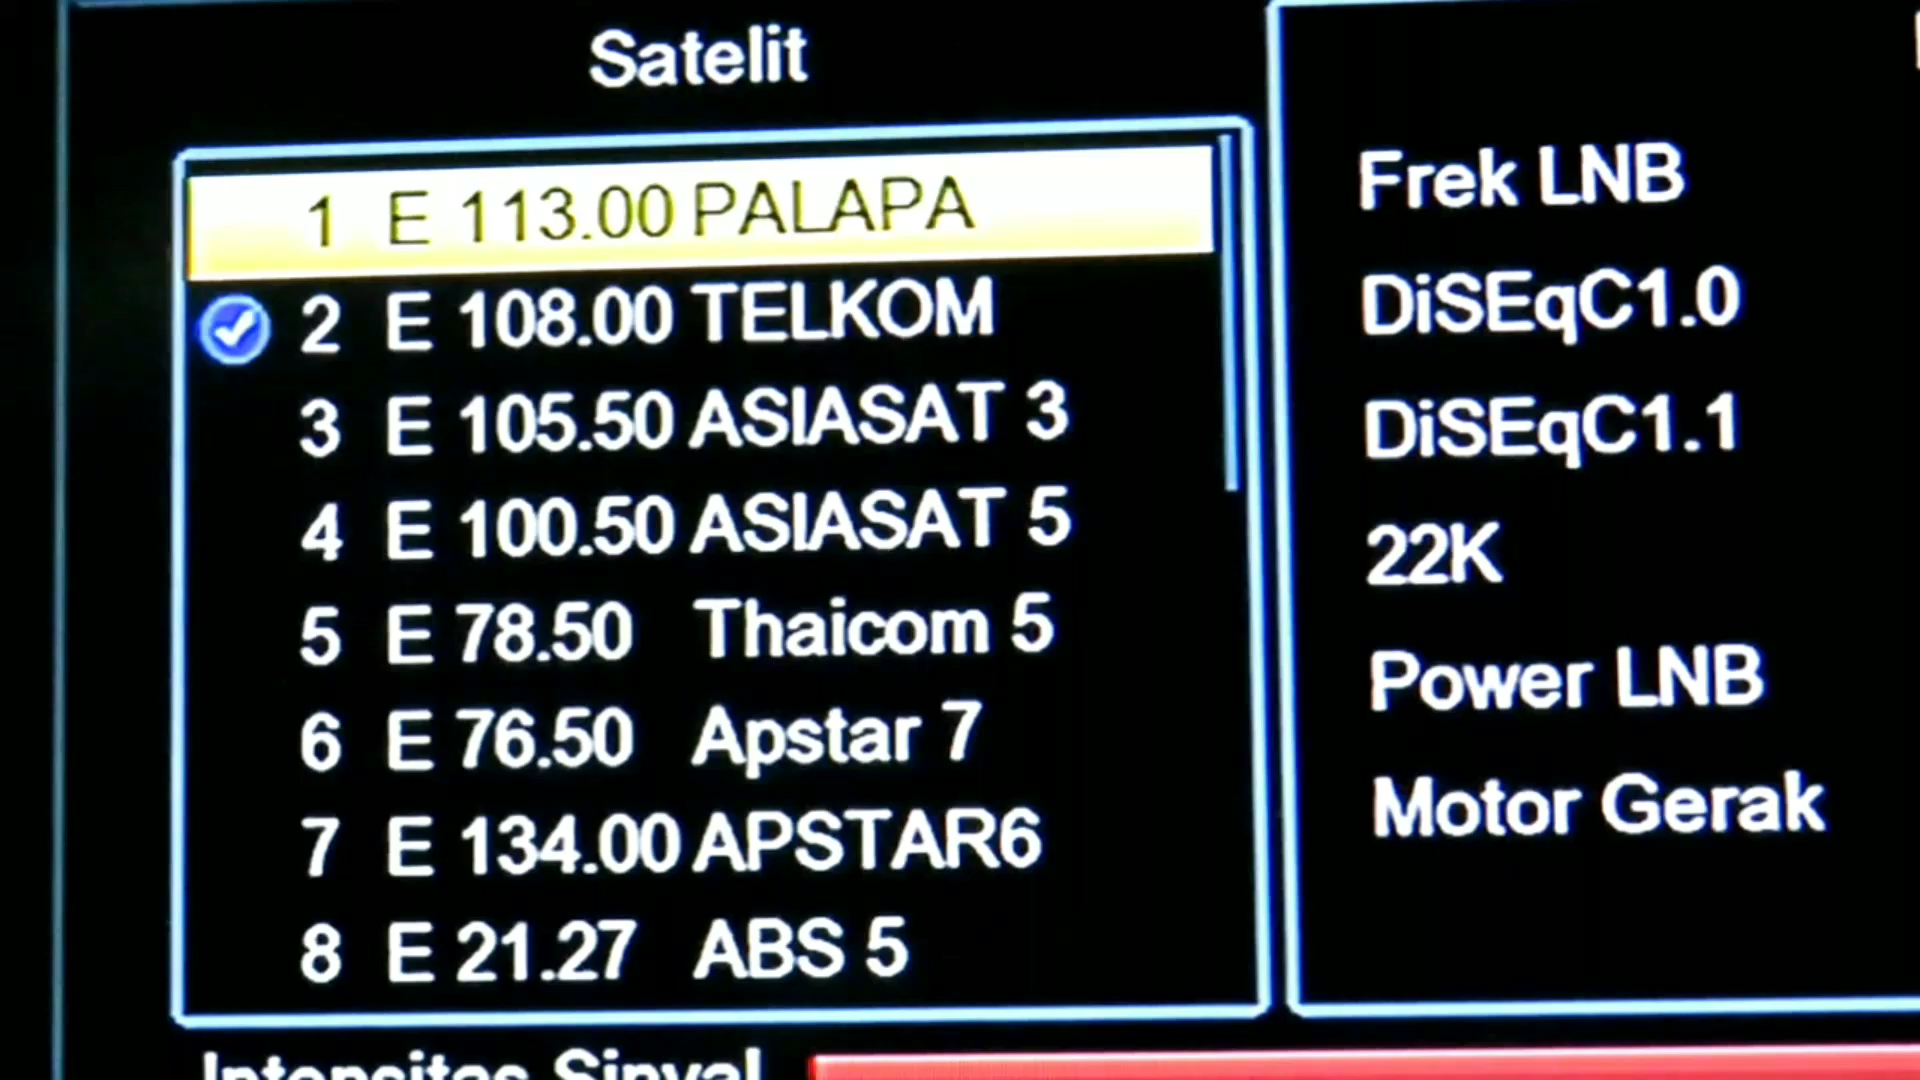 Satelit
1 E 113.00 PALAPA
2 E 108.00 TELKOM
3 E 105.50 ASIASAT 3
4 E 100.50 ASIASAT 5
5 E 78.50 Thaicom 5
6 E 76.50 Apstar 7
7 E 134.00 APSTAR6
8 E 21.27 ABS 5
Frek LNB
DiSEqC1.0
DiSEqC1.1
22K
Power LNB
Motor Gerak
Intensitas Sinyal